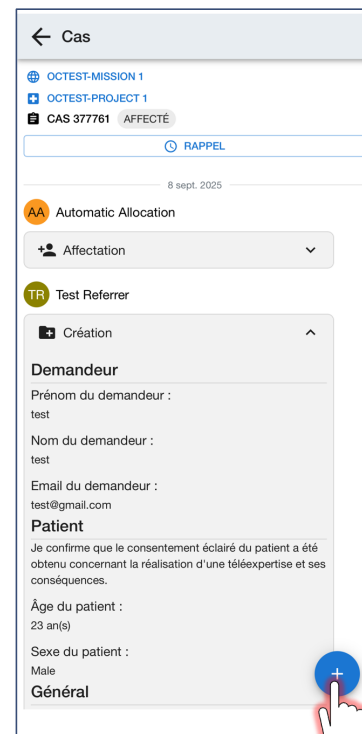 Cas
OCTEST-MISSION 1
OCTEST-PROJECT 1
CAS 377761 AFFECTÉ
RAPPEL
8 sept. 2025
AA Automatic Allocation
Affectation
TR Test Referrer
Création
Demandeur
Prénom du demandeur :
test
Nom du demandeur :
test
Email du demandeur :
test@gmail.com
Patient
Je confirme que le consentement éclairé du patient a été
obtenu concernant la réalisation d'une téléexpertise et ses
conséquences.
Âge du patient :
23 an(s)
Sexe du patient :
Male
Général